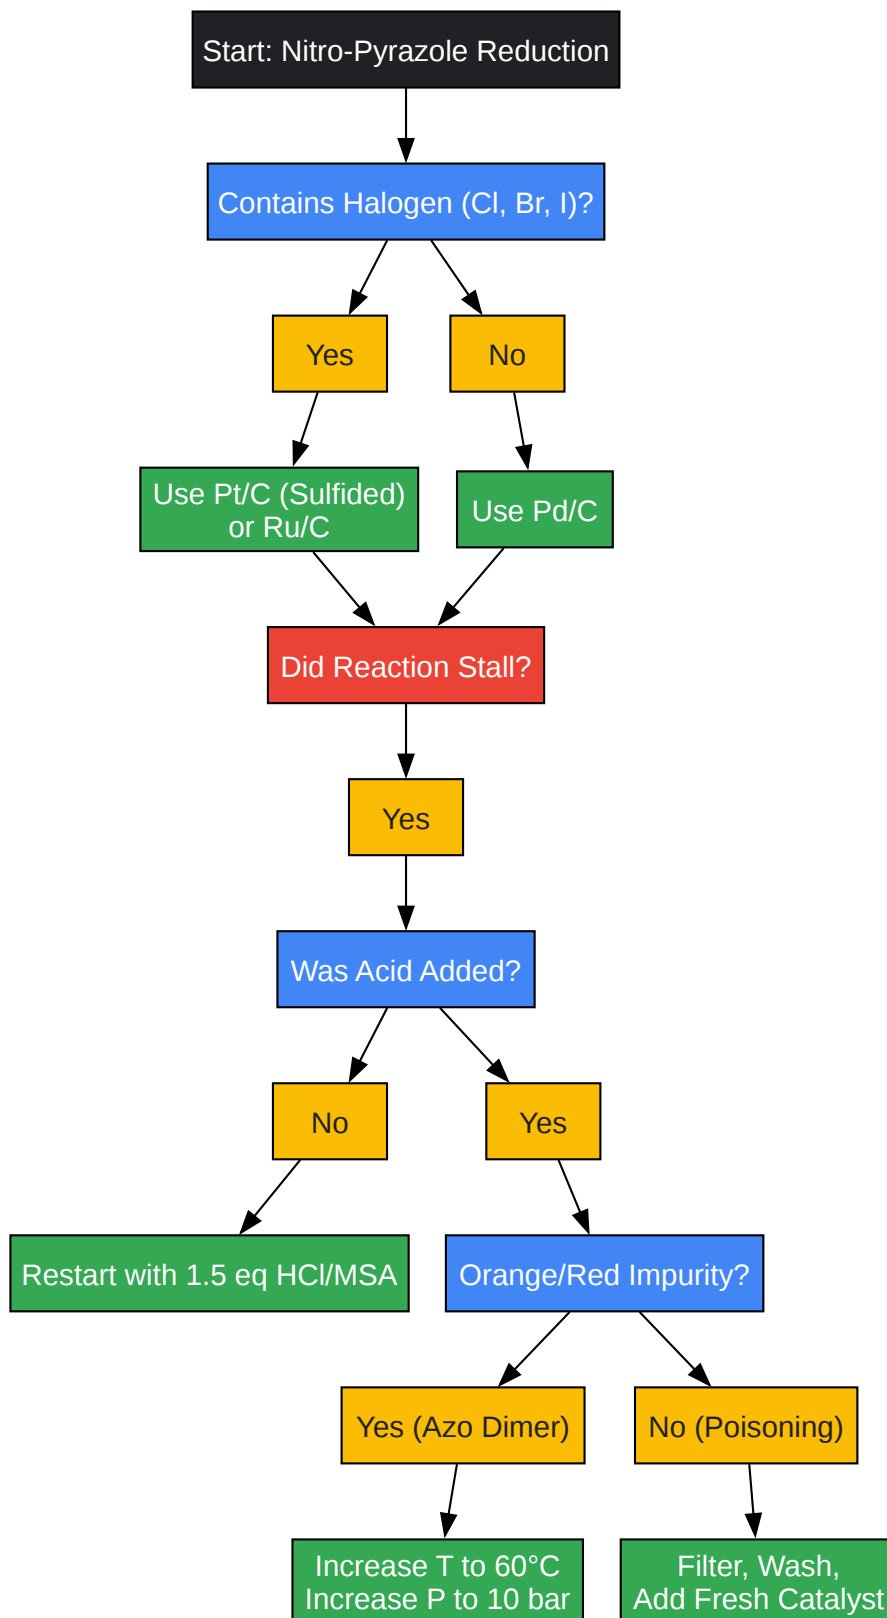 Start: Nitro-Pyrazole Reduction
Contains Halogen (Cl, Br, I)?
Yes
No
Use Pt/C (Sulfided)
or Ru/C
Use Pd/C
Did Reaction Stall?
Yes
Was Acid Added?
No
Yes
Restart with 1.5 eq HCl/MSA
Orange/Red Impurity?
Yes (Azo Dimer)
No (Poisoning)
Increase T to 60°C
Increase P to 10 bar
Filter, Wash,
Add Fresh Catalyst